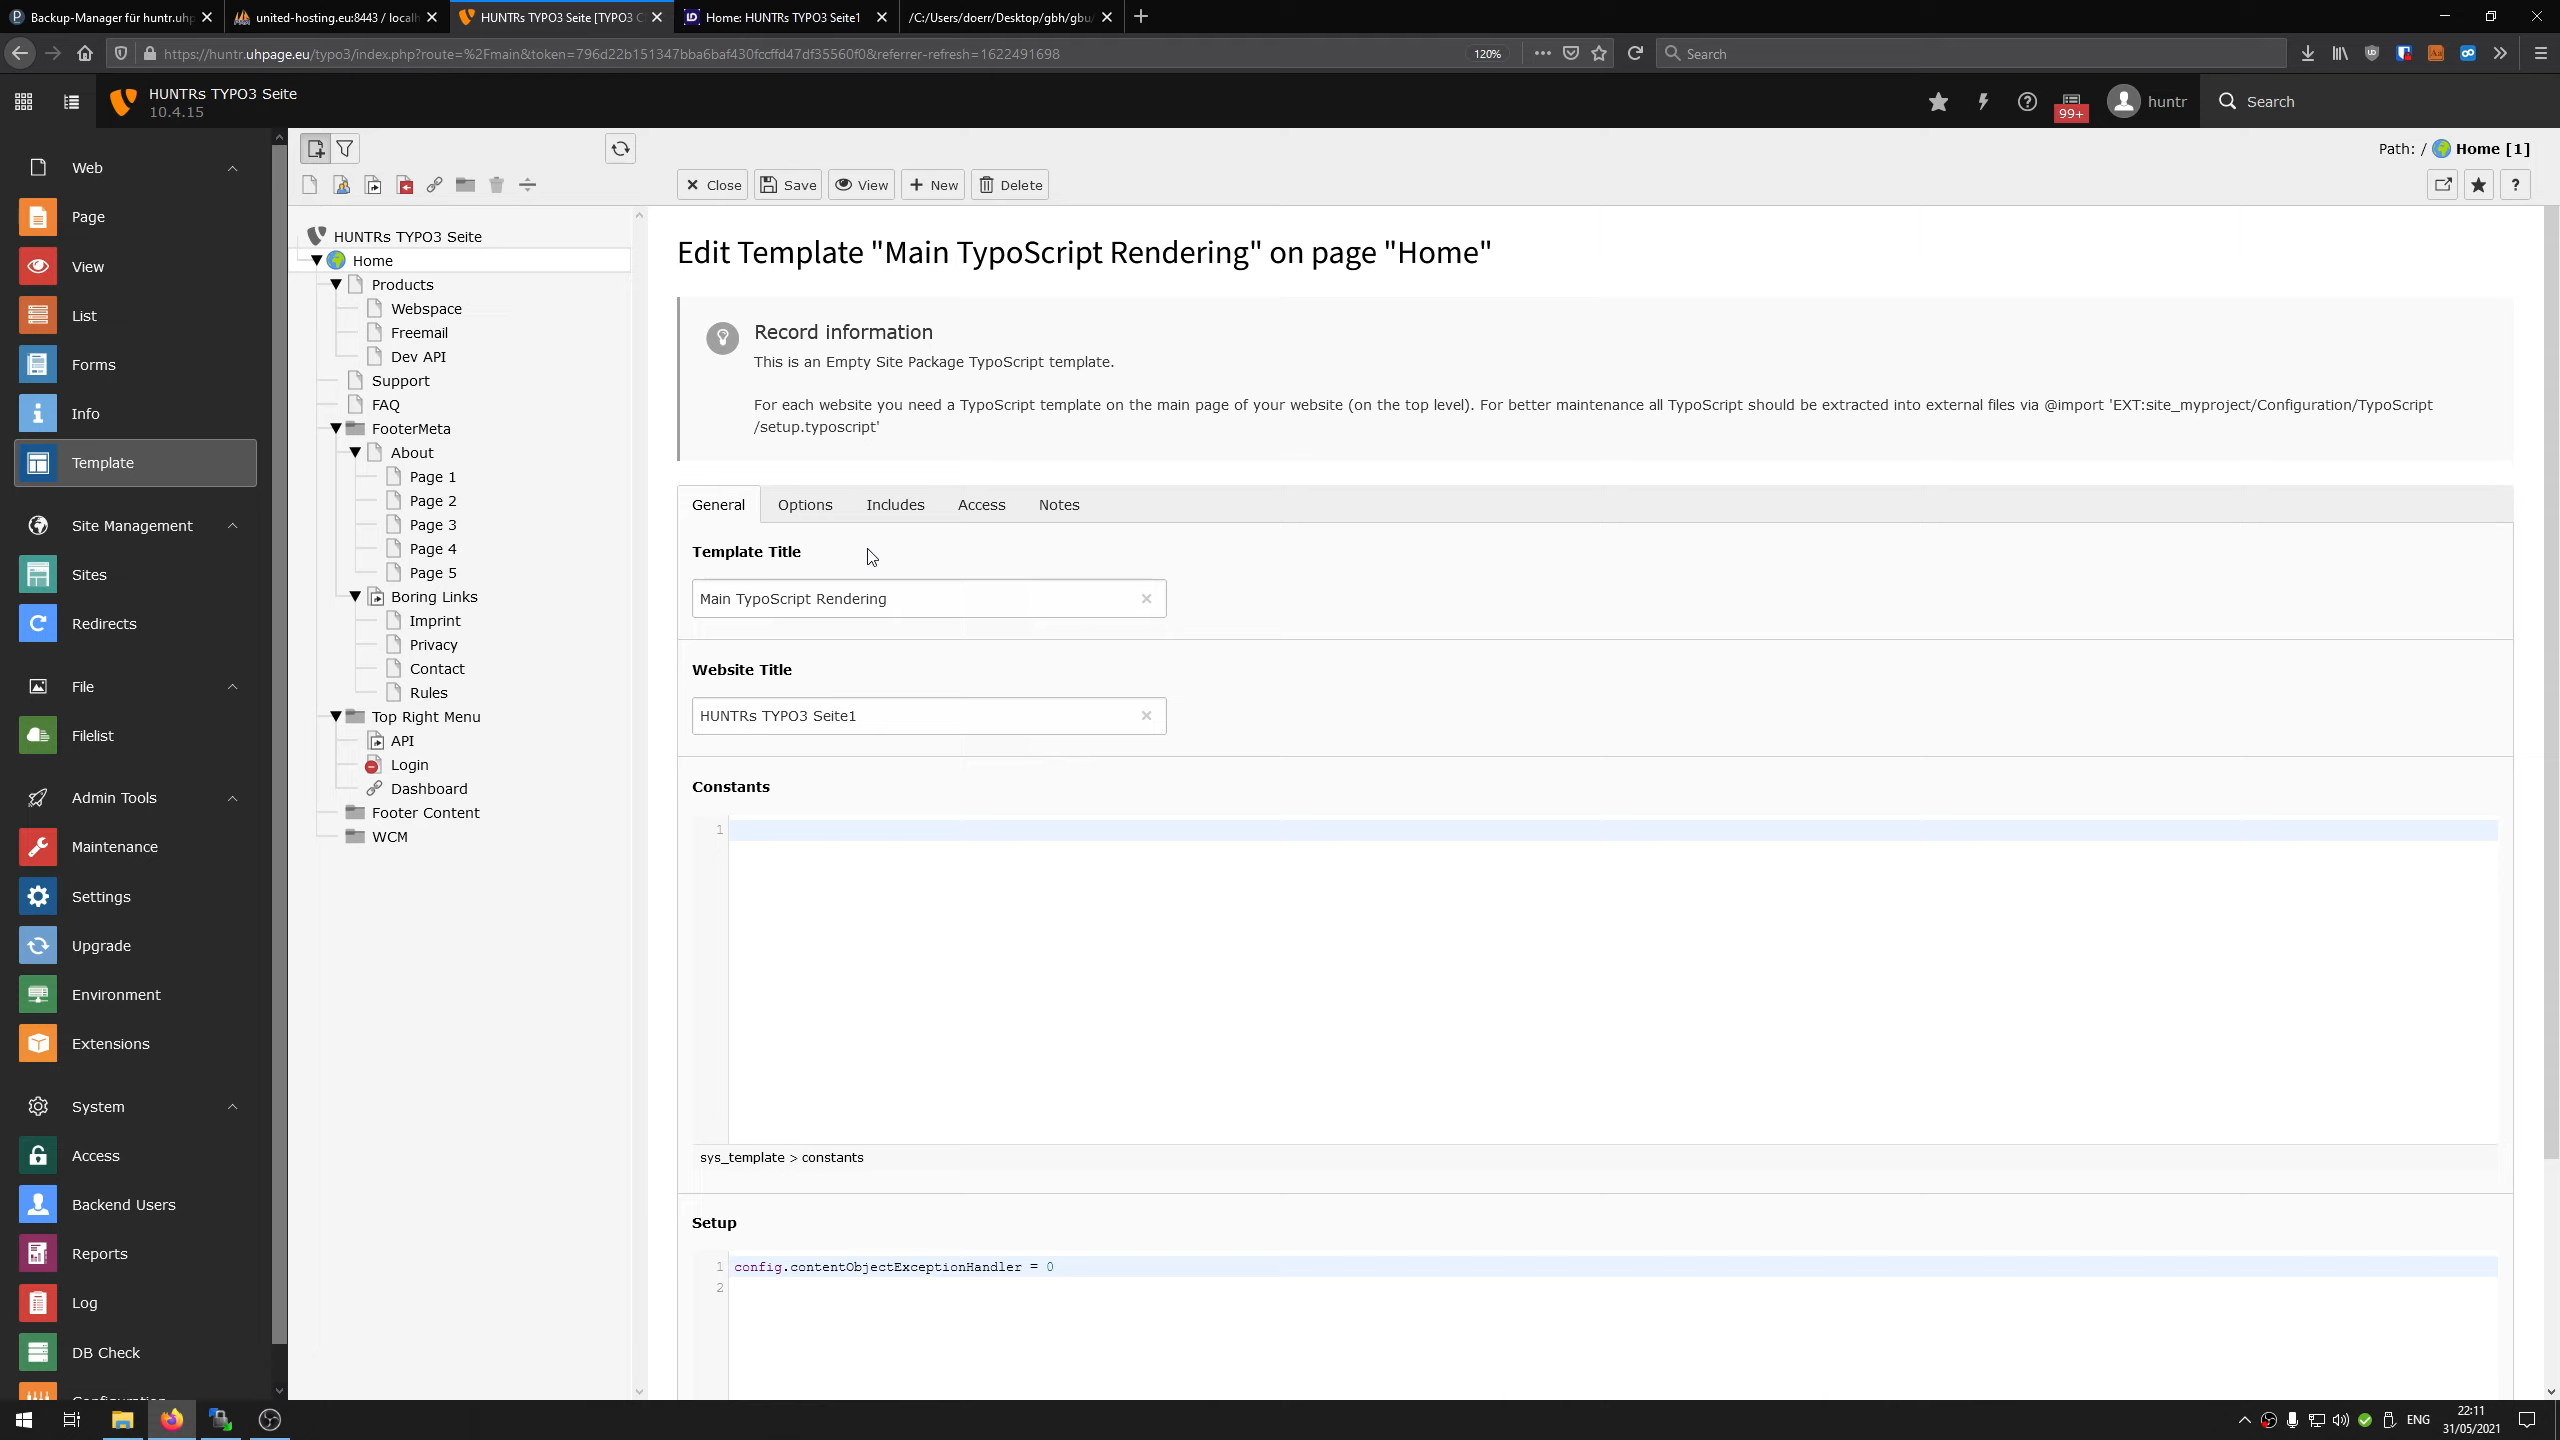 Backup-Manager für huntr.uhp
united-hosting.eu:8443 / localh
HUNTRs TYPO3 Seite [TYPO3 C
Home: HUNTRs TYPO3 Seite1
/C:/Users/doerr/Desktop/gbh/gbu/
https://huntr.uhpage.eu/typo3/index.php?route=%2Fmain&token=796d22b151347bba6baf430fccffd47df35560f0&referrer-refresh=1622491698
120%
Search
HUNTRs TYPO3 Seite
10.4.15
99+
huntr
Search
Web
Page
View
List
Forms
Info
Template
Site Management
Sites
Redirects
File
Filelist
Admin Tools
Maintenance
Settings
Upgrade
Environment
Extensions
System
Access
Backend Users
Reports
Log
DB Check
Configuration
HUNTRs TYPO3 Seite
Home
Products
Webspace
Freemail
Dev API
Support
FAQ
FooterMeta
About
Page 1
Page 2
Page 3
Page 4
Page 5
Boring Links
Imprint
Privacy
Contact
Rules
Top Right Menu
API
Login
Dashboard
Footer Content
WCM
Path: / Home [1]
Close Save View New Delete
Edit Template "Main TypoScript Rendering" on page "Home"
Record information
This is an Empty Site Package TypoScript template.
For each website you need a TypoScript template on the main page of your website (on the top level). For better maintenance all TypoScript should be extracted into external files via @import 'EXT:site_myproject/Configuration/TypoScript
/setup.typoscript'
General Options Includes Access Notes
Template Title
Main TypoScript Rendering
Website Title
HUNTRs TYPO3 Seite1
Constants
1
sys_template > constants
Setup
1 config.contentObjectExceptionHandler = 0
2
ENG
22:11
31/05/2021